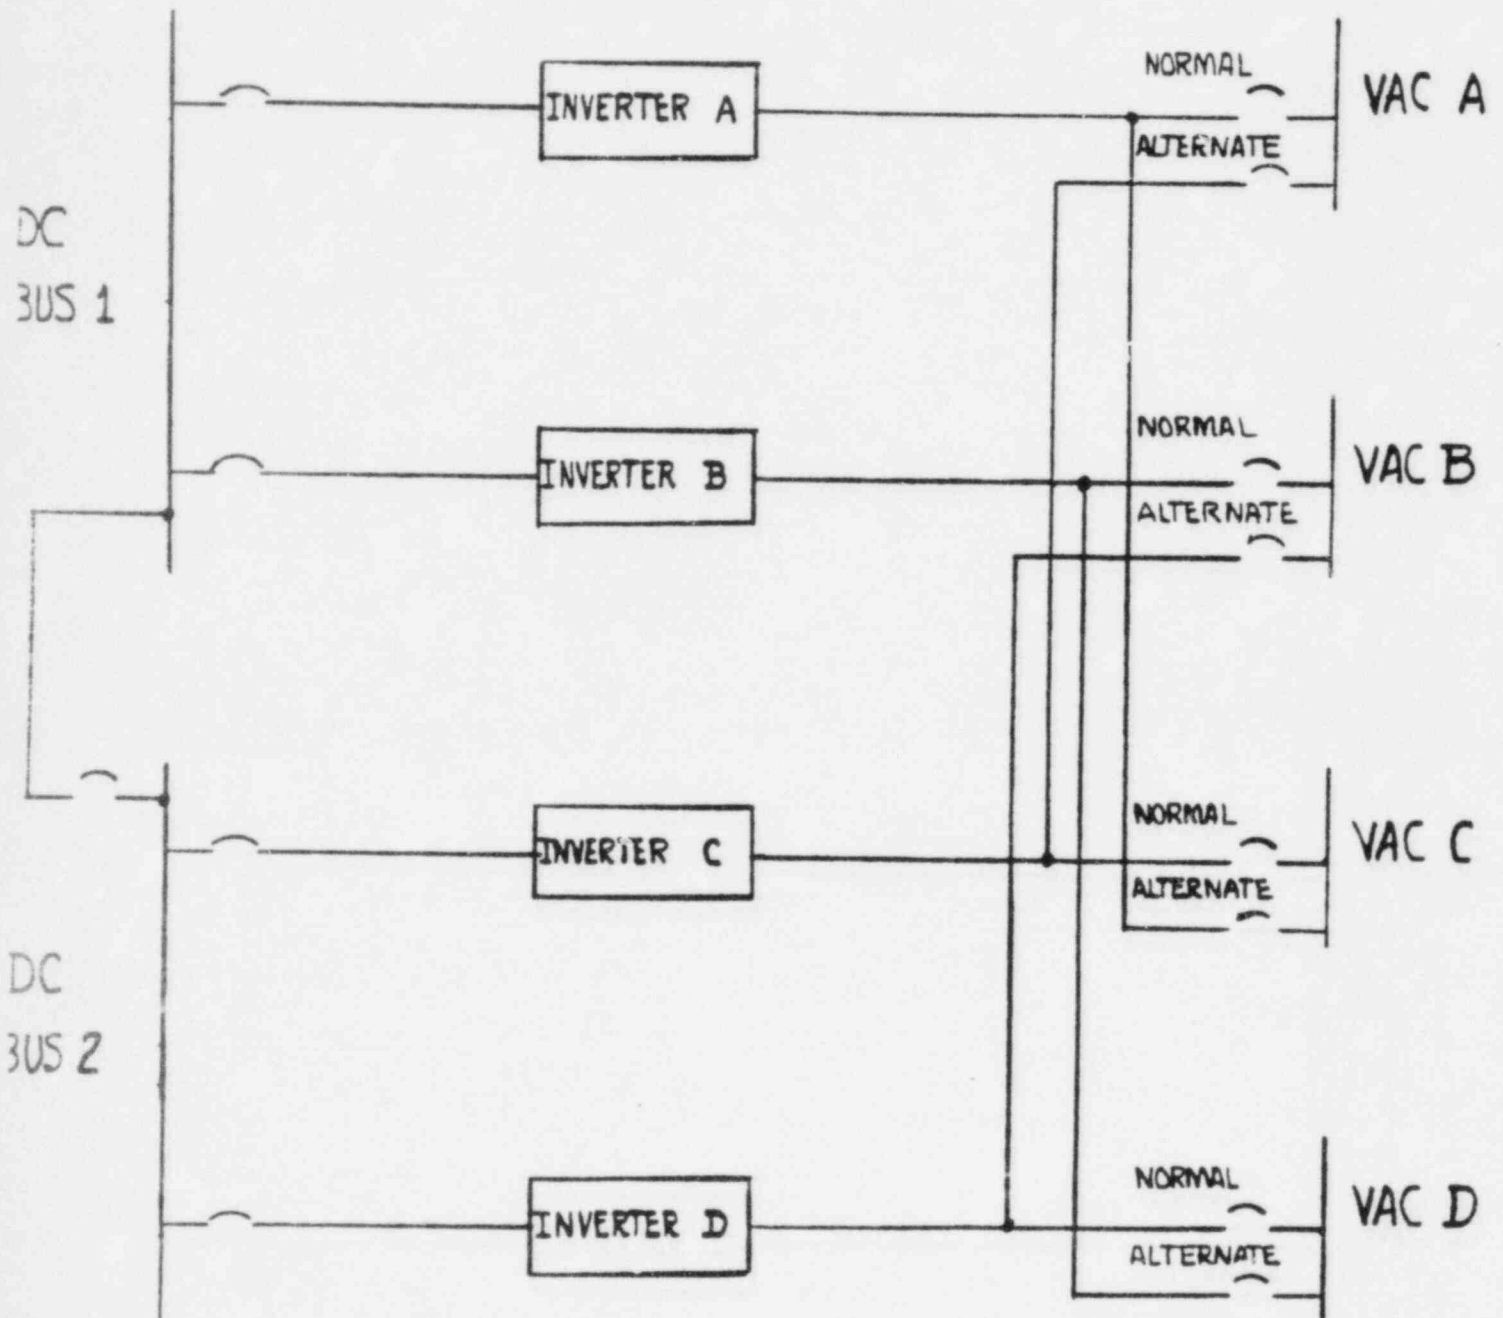 NORMAL
VAC A
INVERTER A
ALTERNATE
DC
BUS 1
NORMAL
VAC B
INVERTER B
ALTERNATE
NORMAL
VAC C
INVERTER C
ALTERNATE
DC
BUS 2
NORMAL
VAC D
INVERTER D
ALTERNATE